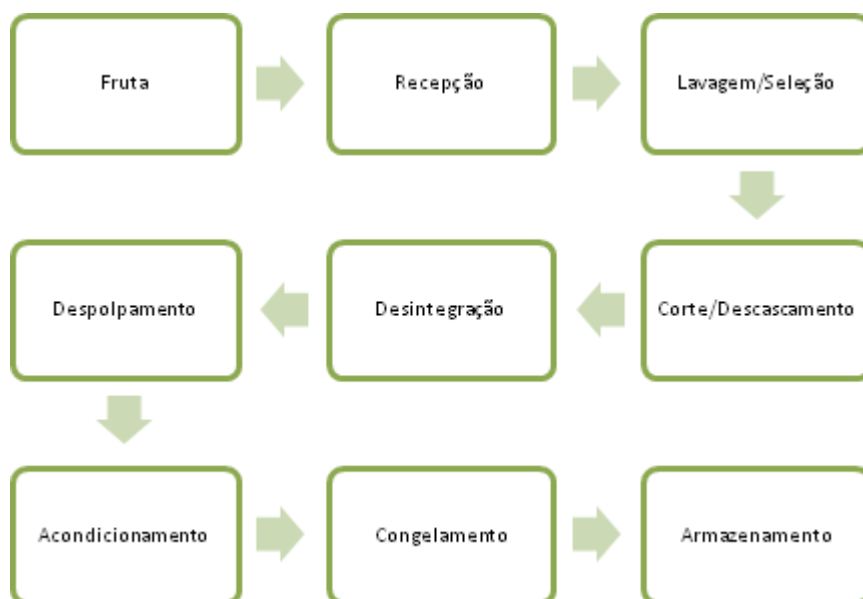 Fruta
Recepção
Lavagem/Seleção
Corte/Descascamento
Desintegração
Despolpamento
Acondicionamento
Congelamento
Armazenamento